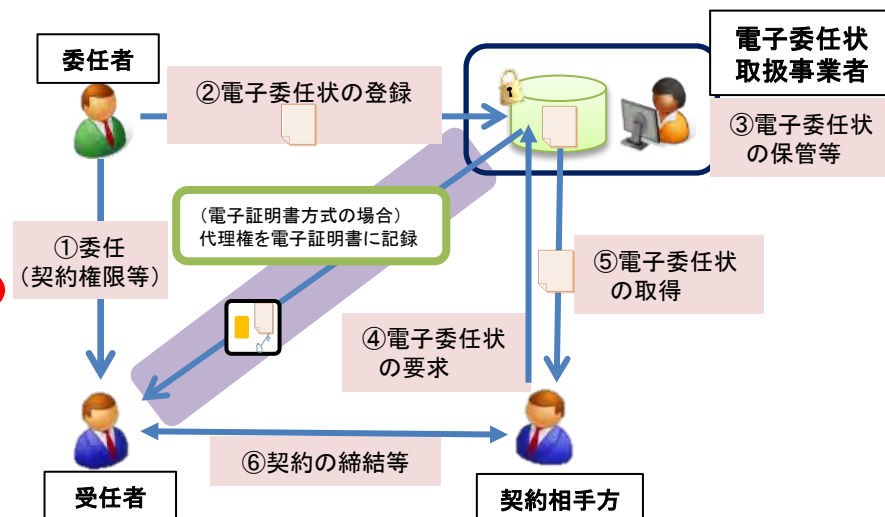 委任者
電子委任状
取扱事業者
②電子委任状の登録
③電子委任状
の保管等
(電子証明書方式の場合)
代理権を電子証明書に記録
①委任
(契約権限等)
⑤電子委任状
の取得
④電子委任状
の要求
⑥契約の締結等
受任者
契約相手方